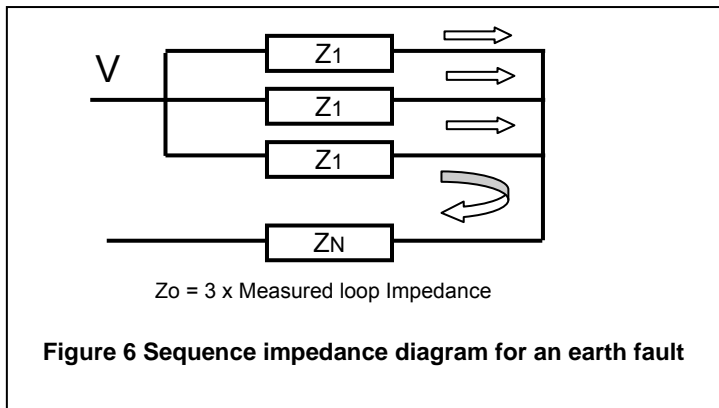 V
Z1
Z1
Z1
ZN
Zo = 3 x Measured loop Impedance
Figure 6 Sequence impedance diagram for an earth fault